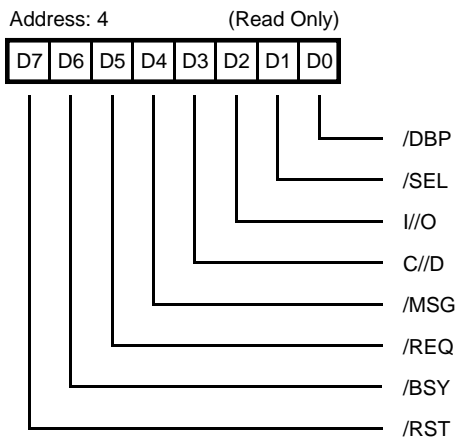 Address: 4 (Read Only)
D7 D6 D5 D4 D3 D2 D1 D0
/DBP
/SEL
I//O
C//D
/MSG
/REQ
/BSY
/RST